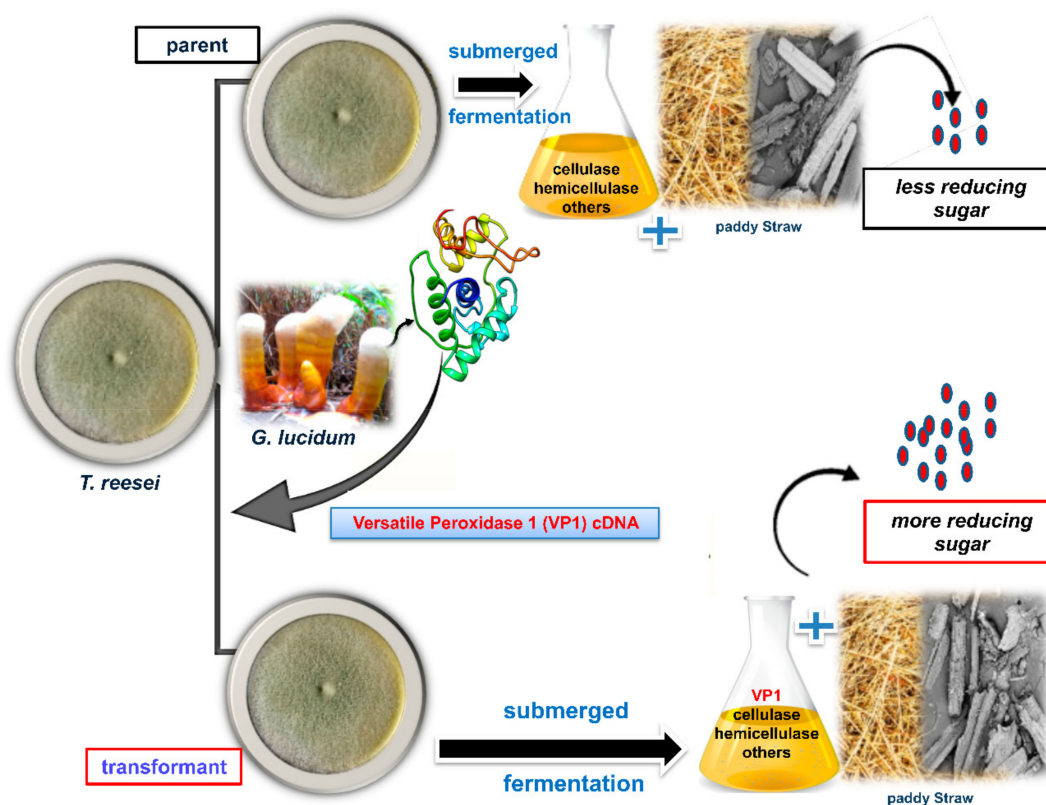 parent
submerged
fermentation
cellulase
hemicellulase
others
paddy Straw
less reducing
sugar
T. reesei
G. lucidum
Versatile Peroxidase 1 (VP1) cDNA
more reducing
sugar
transformant
submerged
fermentation
VP1
cellulase
hemicellulase
others
paddy Straw